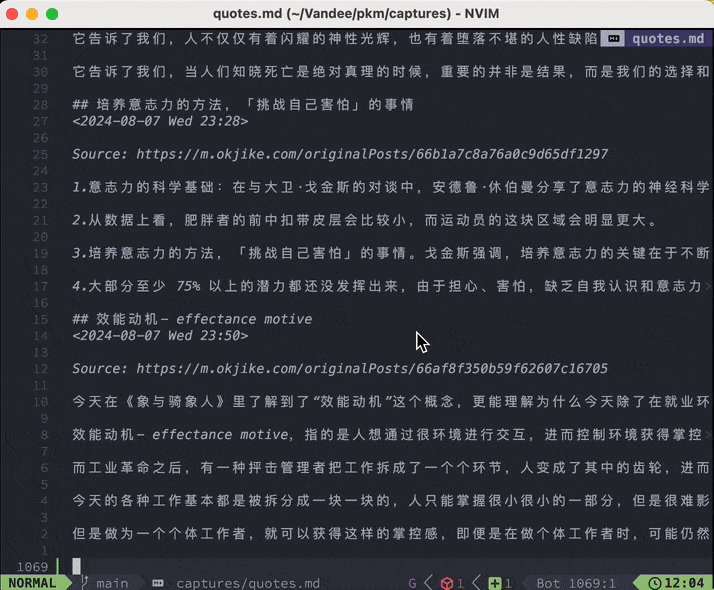 quotes.md (~/Vandee/pkm/captures) - NVIM
32 它告诉了我们，人不仅仅有着闪耀的神性光辉，也有着堕落不堪的人性缺陷 quotes.md
31
30 它告诉了我们，当人们知晓死亡是绝对真理的时候，重要的并非是结果，而是我们的选择和
29
28 ## 培养意志力的方法，「挑战自己害怕」的事情
27 <2024-08-07 Wed 23:28>
26
25 Source: https://m.okjike.com/originalPosts/66b1a7c8a76a0c9d65df1297
24
23 1.意志力的科学基础：在与大卫·戈金斯的对谈中，安德鲁·休伯曼分享了意志力的神经科学
22
21 2.从数据上看，肥胖者的前中扣带皮层会比较小，而运动员的这块区域会明显更大。
20
19 3.培养意志力的方法，「挑战自己害怕」的事情。戈金斯强调，培养意志力的关键在于不断
18
17 4.大部分至少 75% 以上的潜力都还没发挥出来，由于担心、害怕，缺乏自我认识和意志力>
16
15 ## 效能动机- effectance motive
14 <2024-08-07 Wed 23:50>
13
12 Source: https://m.okjike.com/originalPosts/66af8f350b59f62607c16705
11
10 今天在《象与骑象人》里了解到了“效能动机”这个概念，更能理解为什么今天除了在就业环
9
8 效能动机- effectance motive，指的是人想通过很环境进行交互，进而控制环境获得掌控>
7
6 而工业革命之后，有一种抨击管理者把工作拆成了一个个环节，人变成了其中的齿轮，进而
5
4 今天的各种工作基本都是被拆分成一块一块的，人只能掌握很小很小的一部分，但是很难影
3
2 但是做为一个个体工作者，就可以获得这样的掌控感，即便是在做个体工作者时，可能仍然
1
1069
NORMAL main captures/quotes.md G 1 1 Bot 1069:1 12:04